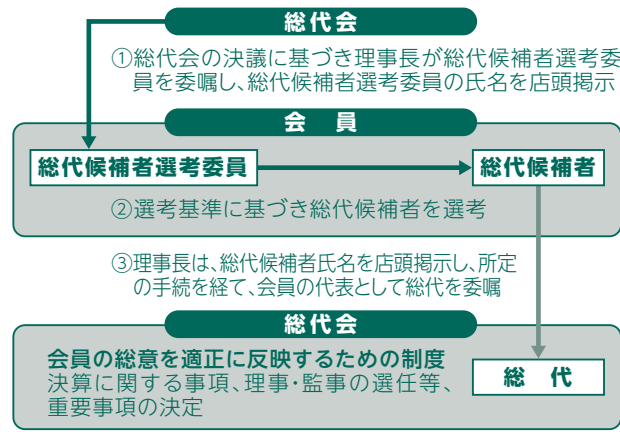 総代会
①総代会の決議に基づき理事長が総代候補者選考委
員を委嘱し、総代候補者選考委員の氏名を店頭掲示
会　員
総代候補者選考委員
総代候補者
②選考基準に基づき総代候補者を選考
③理事長は、総代候補者氏名を店頭掲示し、所定
の手続を経て、会員の代表として総代を委嘱
総代会
会員の総意を適正に反映するための制度
決算に関する事項、理事・監事の選任等、
重要事項の決定
総　代